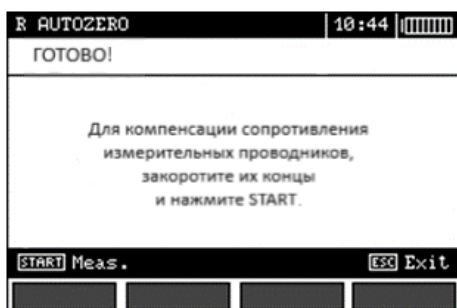 R AUTOZERO 10:44
ГОТОВО!
Для компенсации сопротивления
измерительных проводников,
закоротите их концы
и нажмите START.
START Meas. ESC Exit